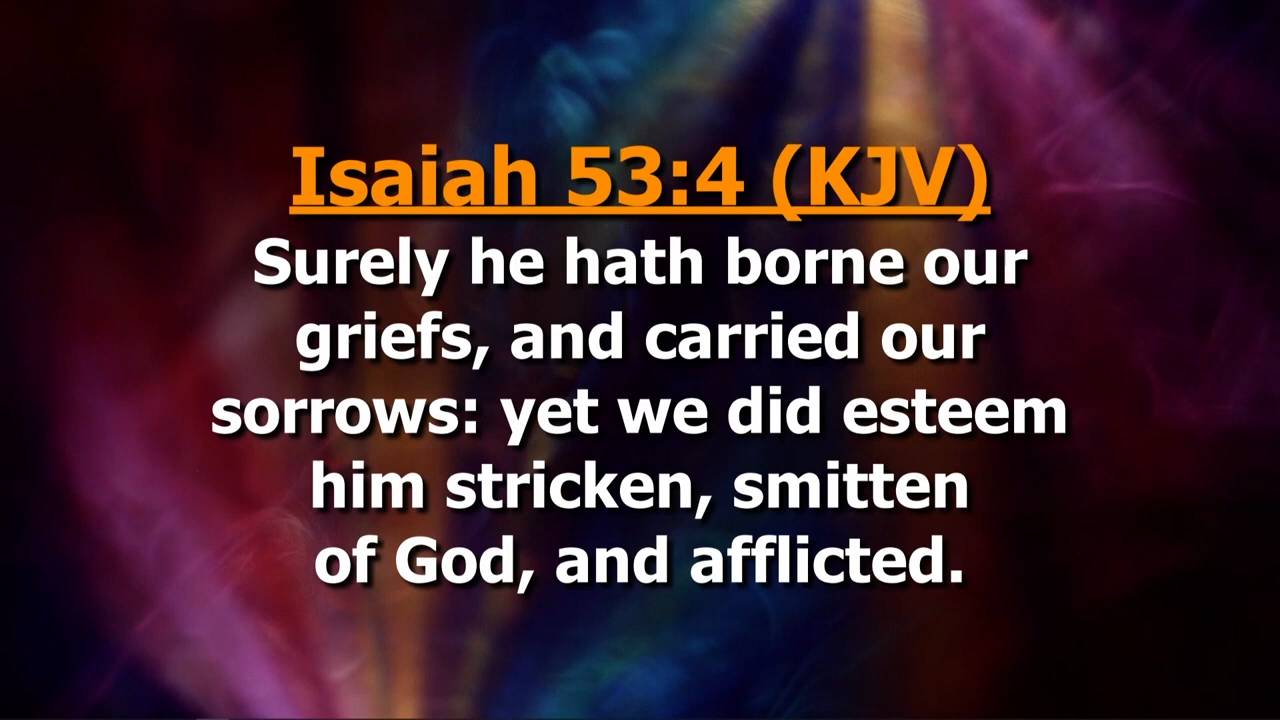 Isaiah 53:4 (KJV)
Surely he hath borne our
griefs, and carried our
sorrows: yet we did esteem
him stricken, smitten
of God, and afflicted.